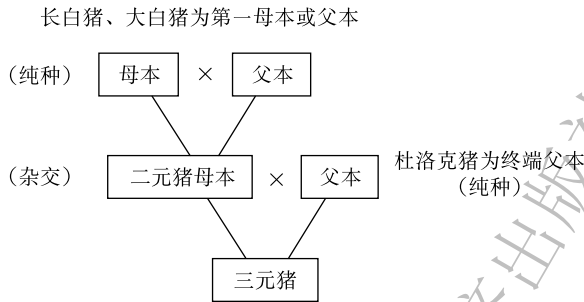 长白猪、大白猪为第一母本或父本
（纯种） 母本 × 父本
（杂交） 二元猪母本 × 父本 杜洛克猪为终端父本
（纯种）
三元猪
出版